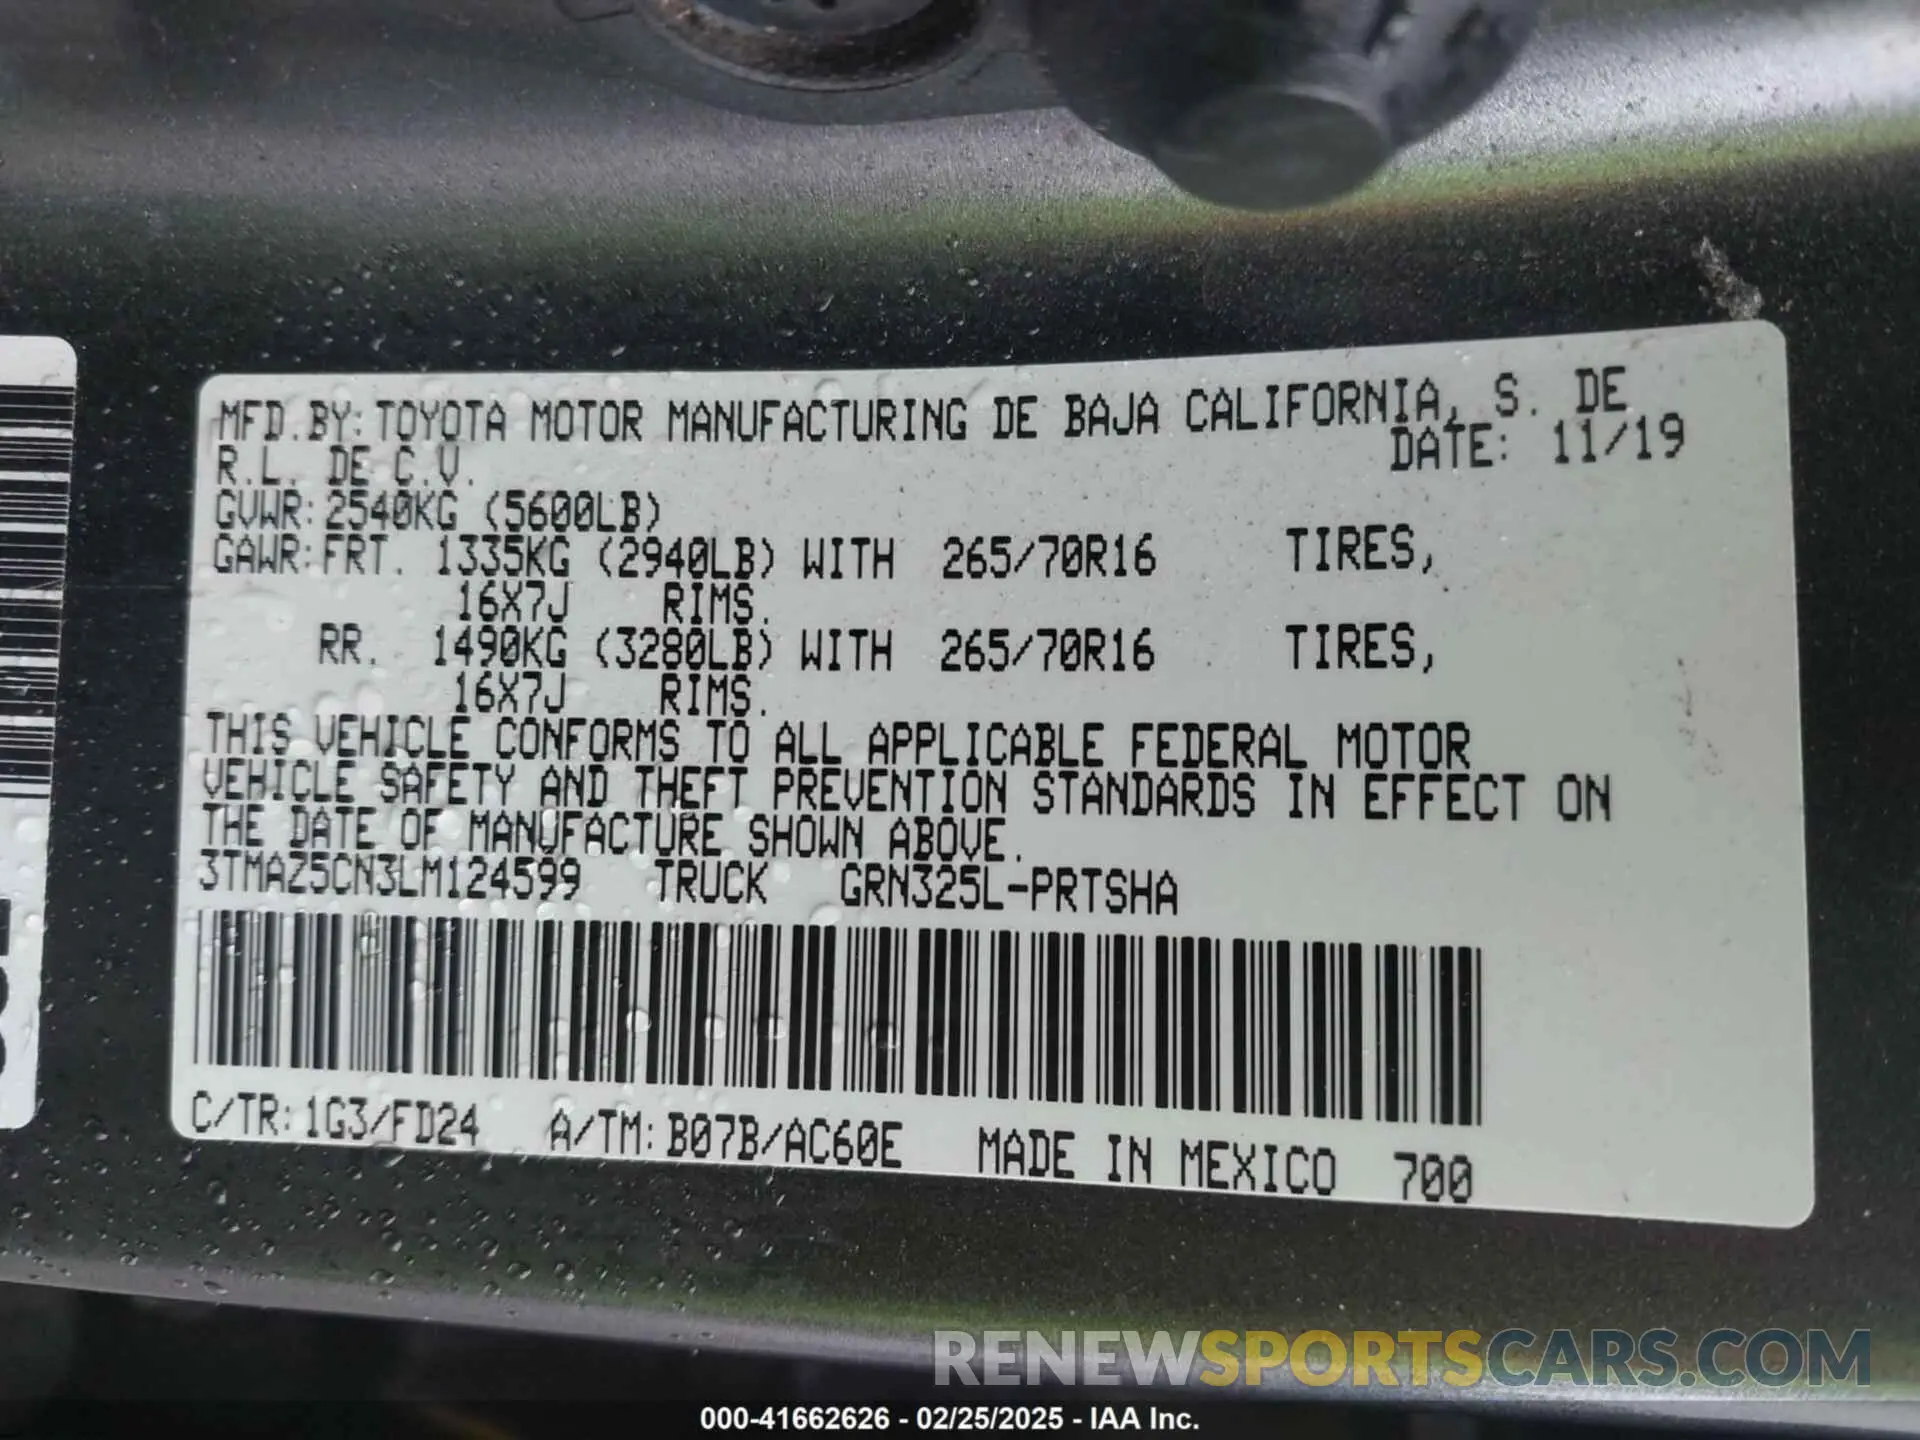 MFD.BY: TOYOTA MOTOR MANUFACTURING DE BAJA CALIFORNIA, S. DE
R.L. DE C.V. DATE: 11/19
GVWR: 2540KG (5600LB)
GAWR: FRT. 1335KG (2940LB) WITH 265/70R16 TIRES,
16X7J RIMS.
RR. 1490KG (3280LB) WITH 265/70R16 TIRES,
16X7J RIMS.
THIS VEHICLE CONFORMS TO ALL APPLICABLE FEDERAL MOTOR
VEHICLE SAFETY AND THEFT PREVENTION STANDARDS IN EFFECT ON
THE DATE OF MANUFACTURE SHOWN ABOVE.
3TMAZ5CN3LM124599 TRUCK GRN325L-PRTSHA
C/TR: 1G3/FD24 A/TM: B07B/AC60E MADE IN MEXICO 700
RENEWSPORTSCARS.COM
000-41662626 - 02/25/2025 - IAA Inc.